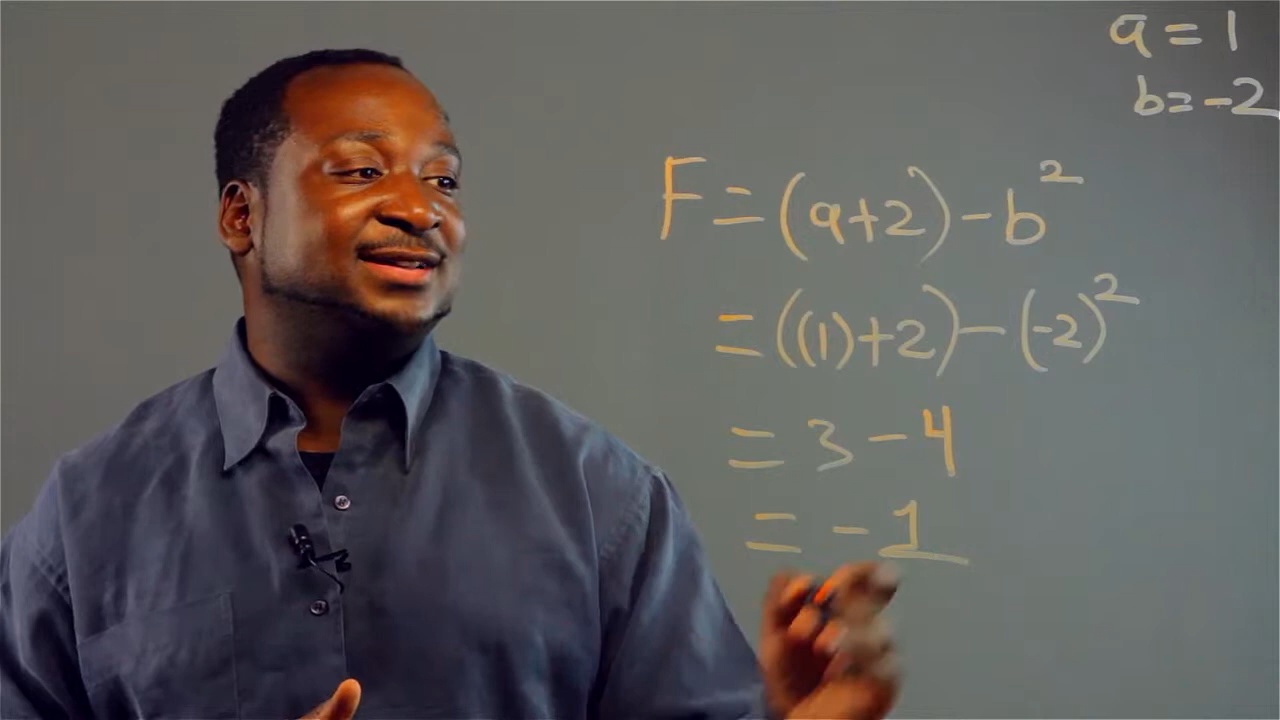 a = 1
b = -2
F = (a+2) - b²
= ((1)+2) - (-2)²
= 3 - 4
= - 1